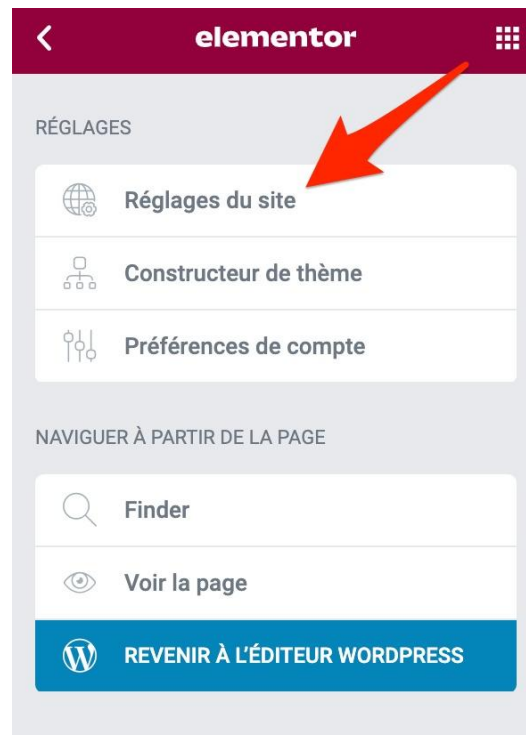 elementor
RÉGLAGES
Réglages du site
Constructeur de thème
Préférences de compte
NAVIGUER À PARTIR DE LA PAGE
Finder
Voir la page
REVENIR À L’ÉDITEUR WORDPRESS